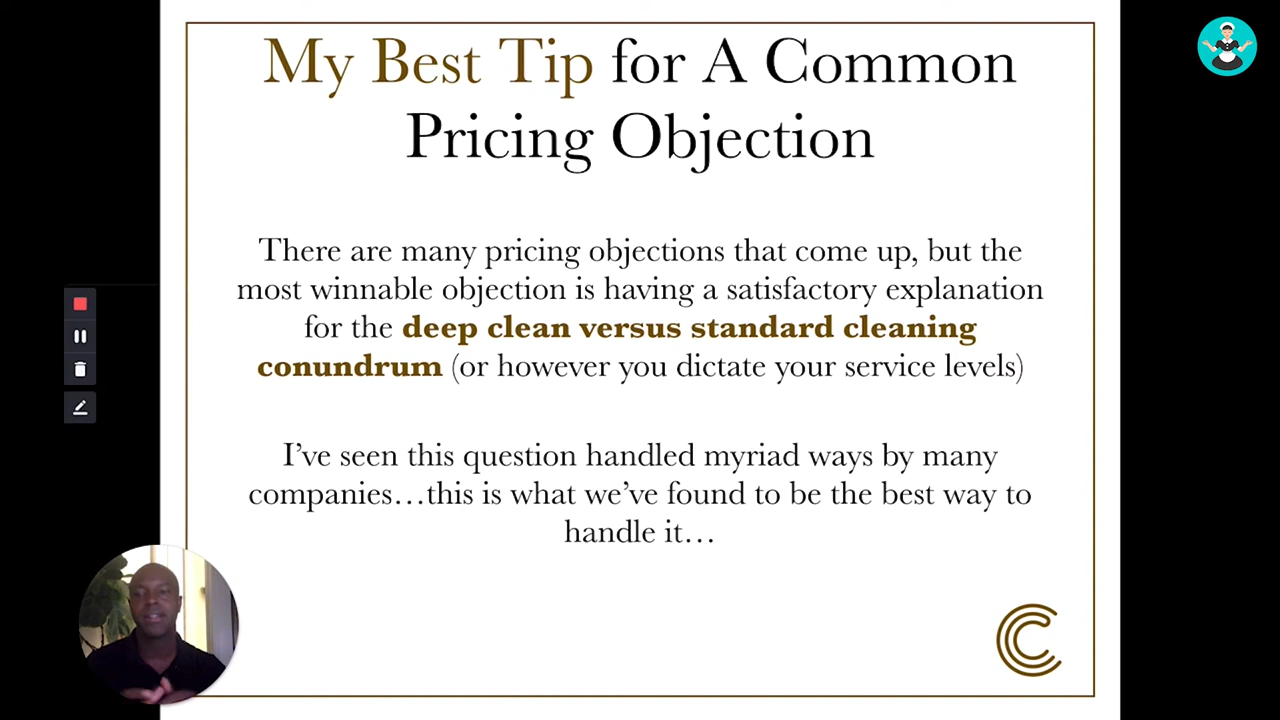 My Best Tip for A Common
Pricing Objection
There are many pricing objections that come up, but the
most winnable objection is having a satisfactory explanation
for the deep clean versus standard cleaning
conundrum (or however you dictate your service levels)
I’ve seen this question handled myriad ways by many
companies…this is what we’ve found to be the best way to
handle it…